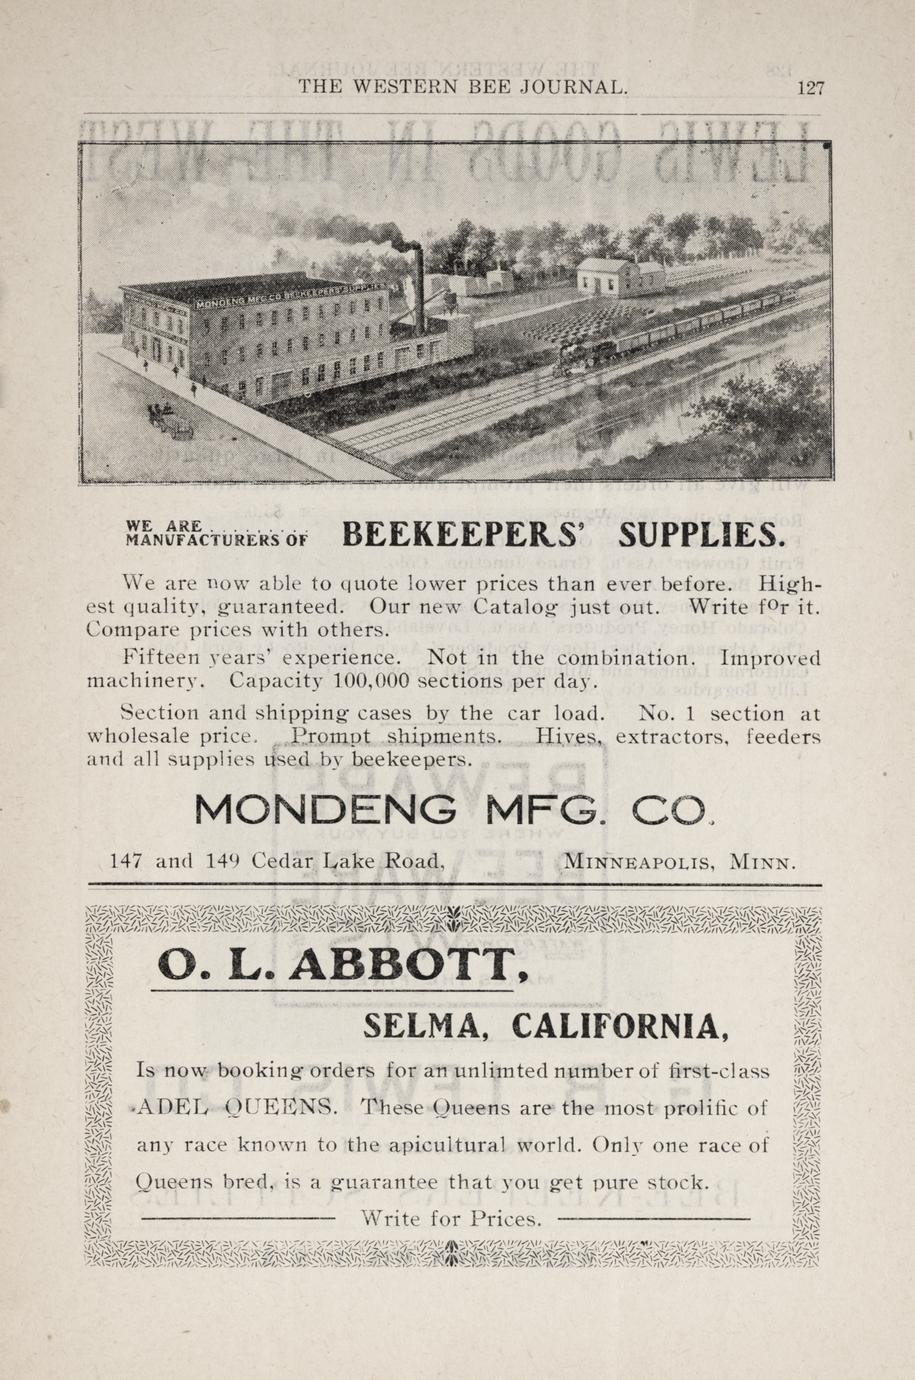 THE WESTERN BEE JOURNAL. 127
MONDENG MFG. CO BEEKEEPERS' SUPPLIES
WE ARE . . . . . . . . . .
MANUFACTURERS OF BEEKEEPERS' SUPPLIES.
We are now able to quote lower prices than ever before. High-
est quality, guaranteed. Our new Catalog just out. Write for it.
Compare prices with others.
Fifteen years' experience. Not in the combination. Improved
machinery. Capacity 100,000 sections per day.
Section and shipping cases by the car load. No. 1 section at
wholesale price. Prompt shipments. Hives, extractors, feeders
and all supplies used by beekeepers.
MONDENG MFG. CO.
147 and 149 Cedar Lake Road, MINNEAPOLIS, MINN.
O. L. ABBOTT,
SELMA, CALIFORNIA,
Is now booking orders for an unlimted number of first-class
ADEL QUEENS. These Queens are the most prolific of
any race known to the apicultural world. Only one race of
Queens bred, is a guarantee that you get pure stock.
Write for Prices.